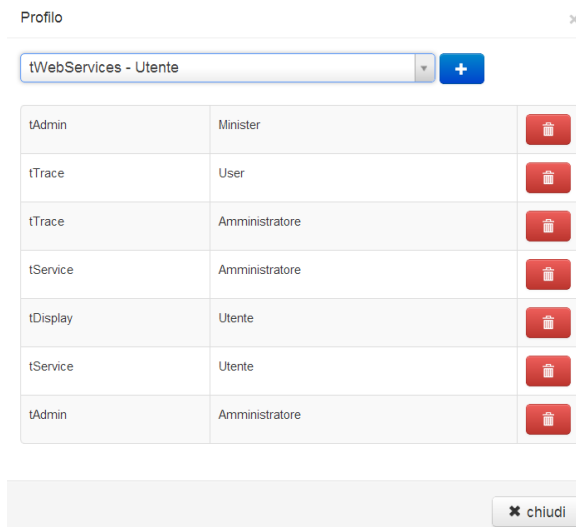 Profilo
tWebServices - Utente
tAdmin Minister
tTrace User
tTrace Amministratore
tService Amministratore
tDisplay Utente
tService Utente
tAdmin Amministratore
chiudi